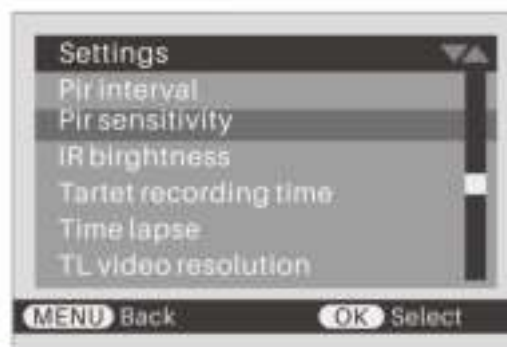 Settings
Pir interval
Pir sensitivity
IR birghtness
Tartet recording time
Time lapse
TL video resolution
MENU Back OK Select